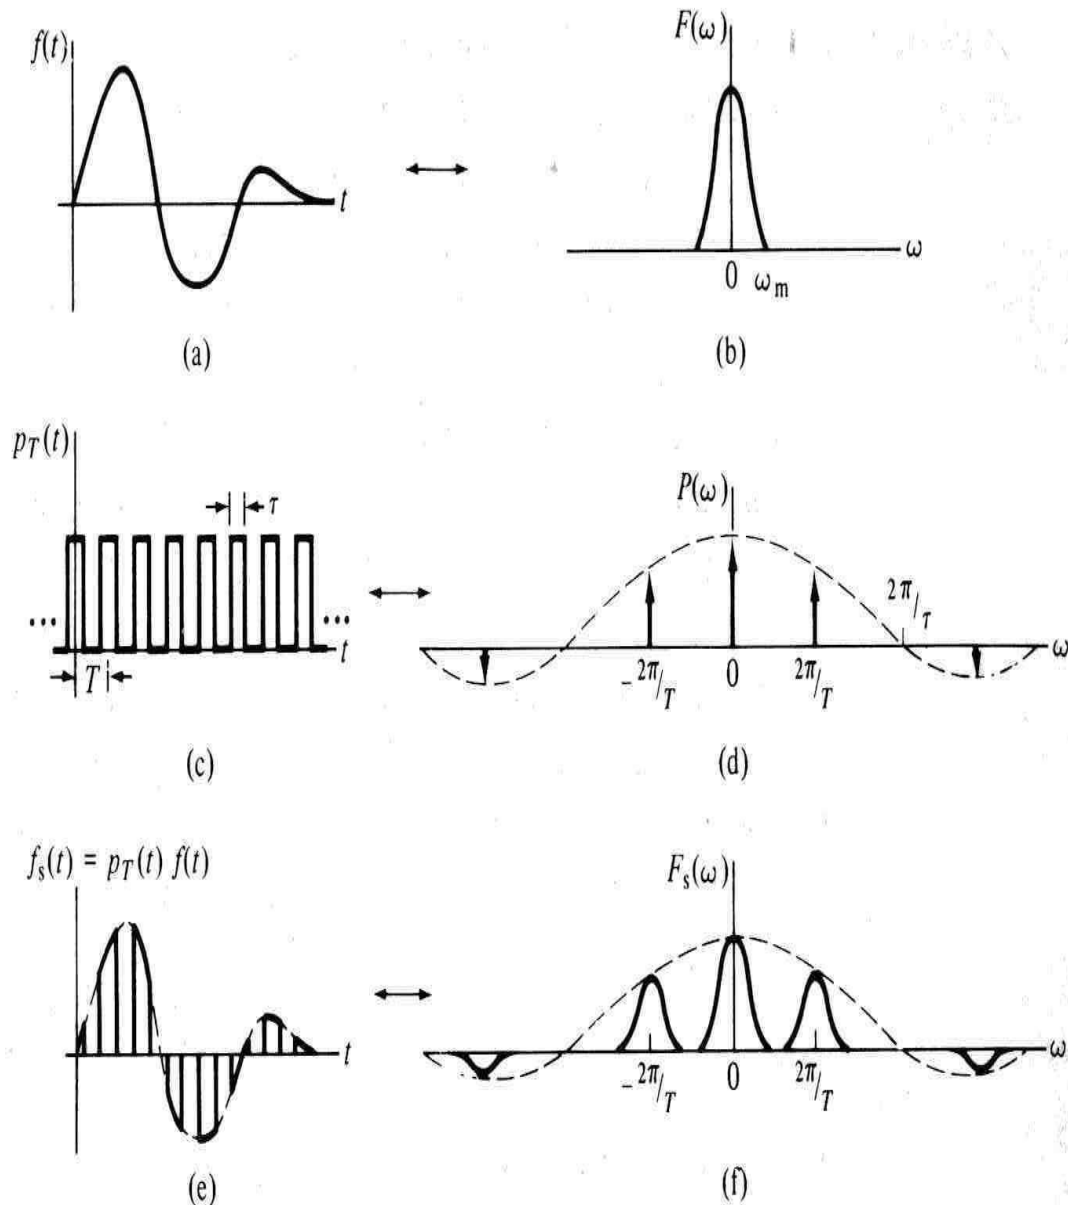 f(t)
F(ω)
t
ω
0 ω_m
(a)
(b)
p_T(t)
τ
...
...
t
T
P(ω)
2π/τ
ω
-2π/T
0
2π/T
(c)
(d)
f_s(t) = p_T(t) f(t)
t
F_s(ω)
ω
-2π/T
0
2π/T
(e)
(f)